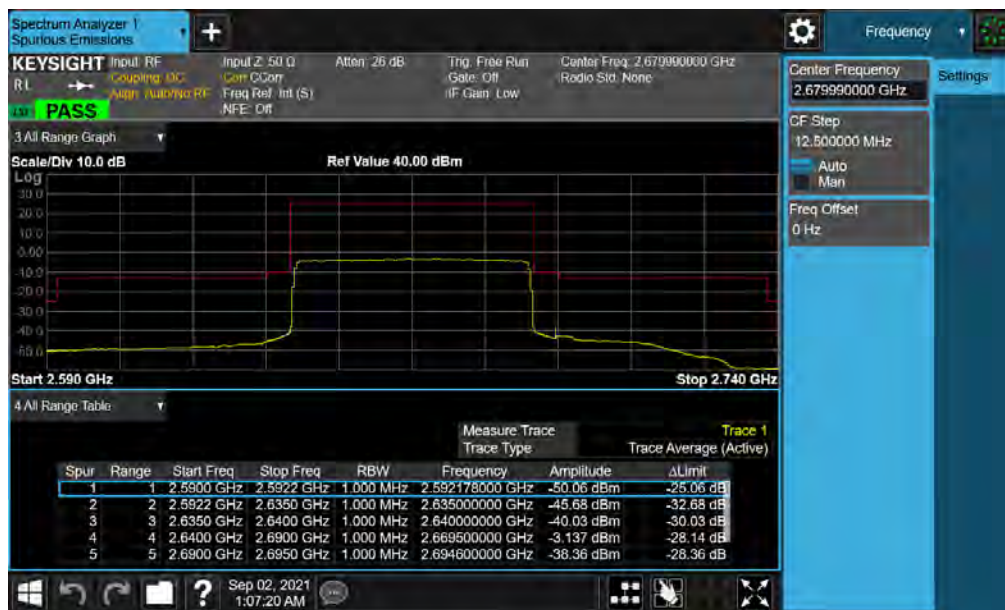 Spectrum Analyzer 1
Spurious Emissions
+
Frequency
KEYSIGHT Input: RF Input Z: 50 Ω Atten: 26 dB Trig: Free Run Center Freq: 2.679990000 GHz
RL Coupling: DC Corr CCorr Gate: Off Radio Std: None
Align: Auto/No RF Freq Ref: Int (S) IF Gain: Low
PASS NFE: Off
3 All Range Graph
Scale/Div 10.0 dB Ref Value 40.00 dBm
Log
30.0
20.0
10.0
0.00
-10.0
-20.0
-30.0
-40.0
-50.0
Start 2.590 GHz Stop 2.740 GHz
4 All Range Table
Measure Trace Trace 1
Trace Type Trace Average (Active)
Spur Range Start Freq Stop Freq RBW Frequency Amplitude ΔLimit
1 1 2.5900 GHz 2.5922 GHz 1.000 MHz 2.592178000 GHz -50.06 dBm -25.06 dB
2 2 2.5922 GHz 2.6350 GHz 1.000 MHz 2.635000000 GHz -45.68 dBm -32.68 dB
3 3 2.6350 GHz 2.6400 GHz 1.000 MHz 2.640000000 GHz -40.03 dBm -30.03 dB
4 4 2.6400 GHz 2.6900 GHz 1.000 MHz 2.669500000 GHz -3.137 dBm -28.14 dB
5 5 2.6900 GHz 2.6950 GHz 1.000 MHz 2.694600000 GHz -38.36 dBm -28.36 dB
Center Frequency
2.679990000 GHz
Settings
CF Step
12.500000 MHz
Auto
Man
Freq Offset
0 Hz
?
Sep 02, 2021
1:07:20 AM